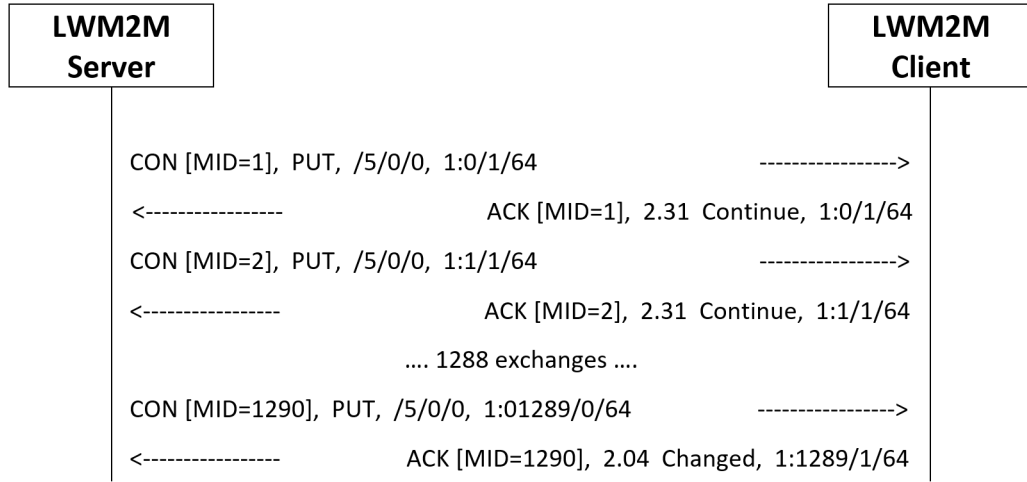 LWM2M
Server
LWM2M
Client
CON [MID=1], PUT, /5/0/0, 1:0/1/64 ----------------->
<----------------- ACK [MID=1], 2.31 Continue, 1:0/1/64
CON [MID=2], PUT, /5/0/0, 1:1/1/64 ----------------->
<----------------- ACK [MID=2], 2.31 Continue, 1:1/1/64
.... 1288 exchanges ....
CON [MID=1290], PUT, /5/0/0, 1:01289/0/64 ----------------->
<----------------- ACK [MID=1290], 2.04 Changed, 1:1289/1/64